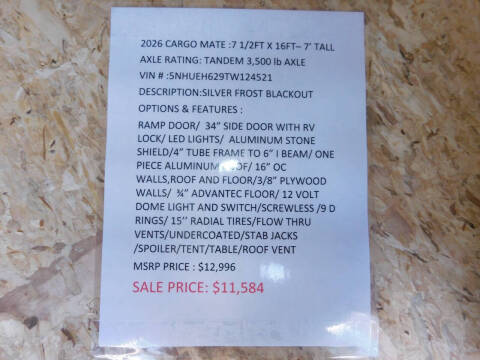 2026 CARGO MATE :7 1/2FT X 16FT– 7’ TALL
AXLE RATING: TANDEM 3,500 lb AXLE
VIN # :5NHUEH629TW124521
DESCRIPTION:SILVER FROST BLACKOUT
OPTIONS & FEATURES :
RAMP DOOR/ 34” SIDE DOOR WITH RV
LOCK/ LED LIGHTS/ ALUMINUM STONE
SHIELD/4” TUBE FRAME TO 6” I BEAM/ ONE
PIECE ALUMINUM ROOF/ 16” OC
WALLS,ROOF AND FLOOR/3/8” PLYWOOD
WALLS/ ¾” ADVANTEC FLOOR/ 12 VOLT
DOME LIGHT AND SWITCH/SCREWLESS /9 D
RINGS/ 15’’ RADIAL TIRES/FLOW THRU
VENTS/UNDERCOATED/STAB JACKS
/SPOILER/TENT/TABLE/ROOF VENT
MSRP PRICE : $12,996
SALE PRICE: $11,584